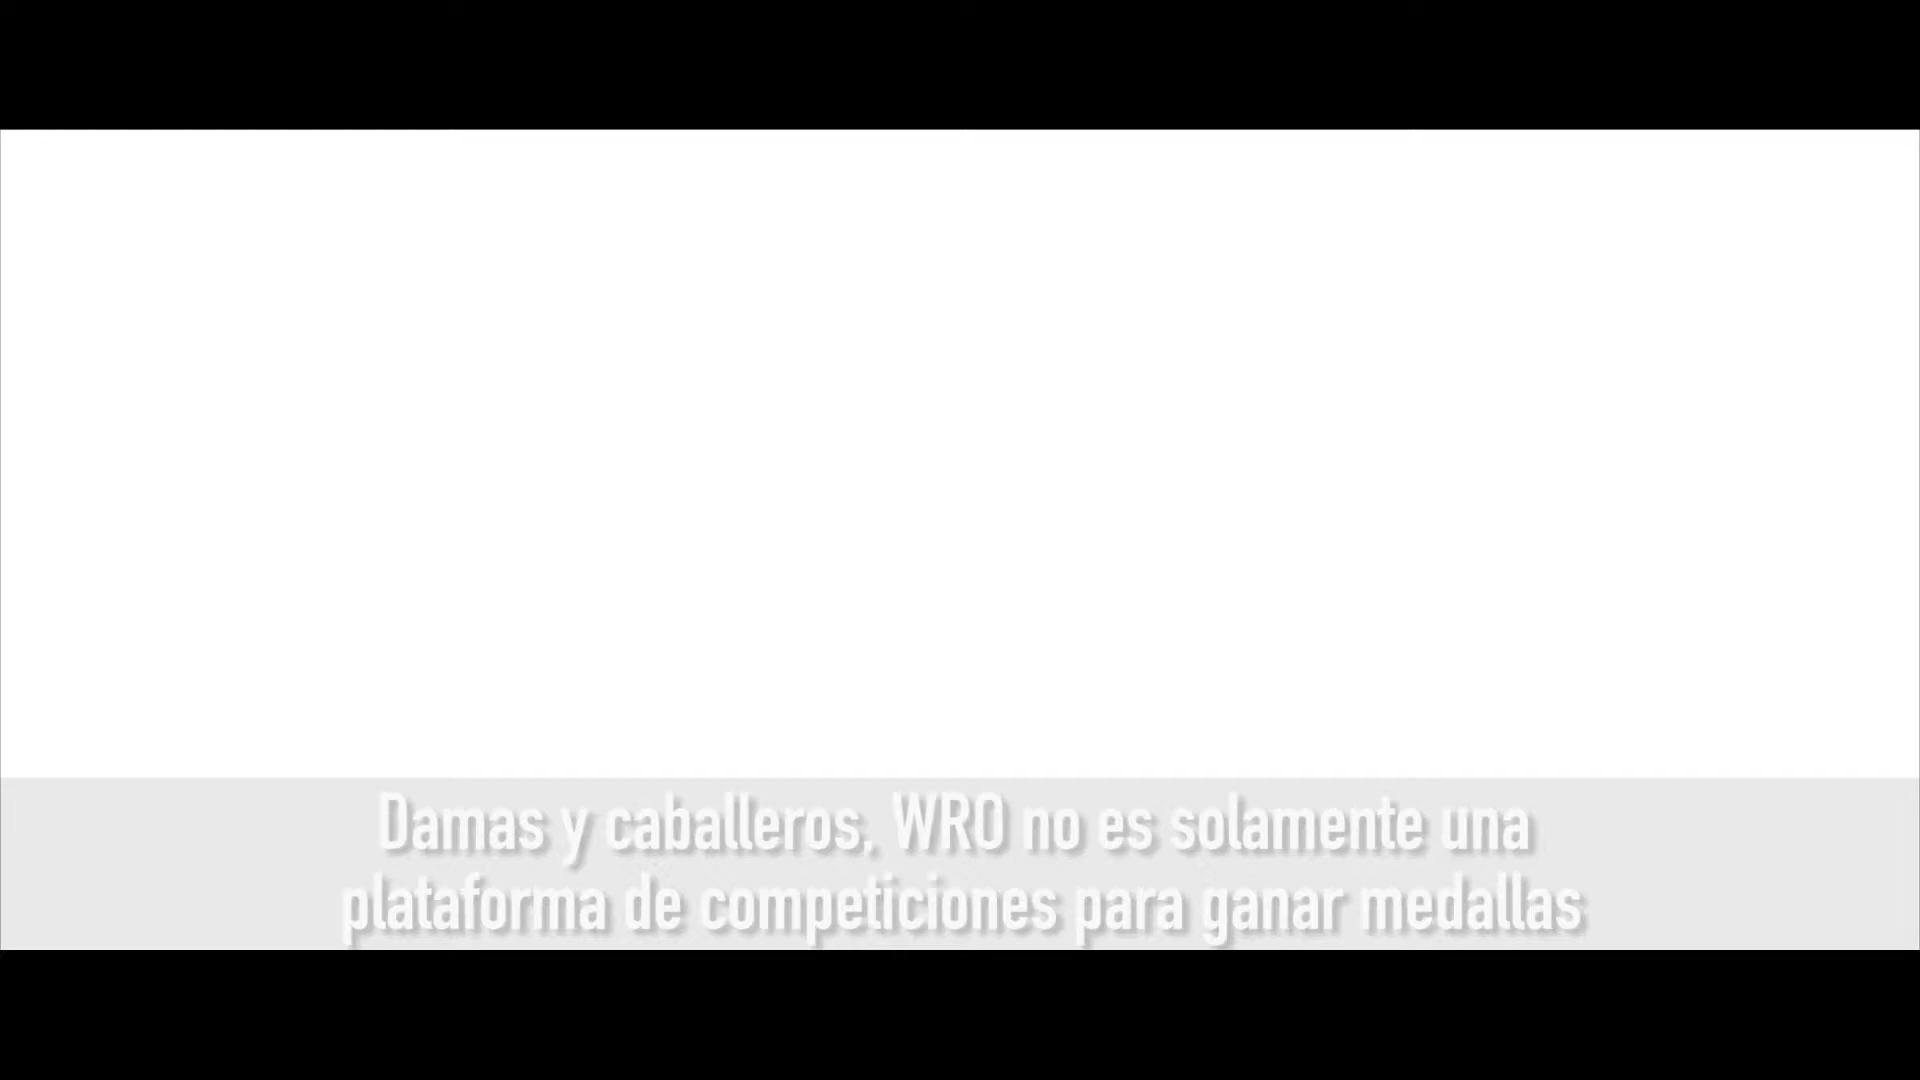 Damas y caballeros, WRO no es solamente una
plataforma de competiciones para ganar medallas